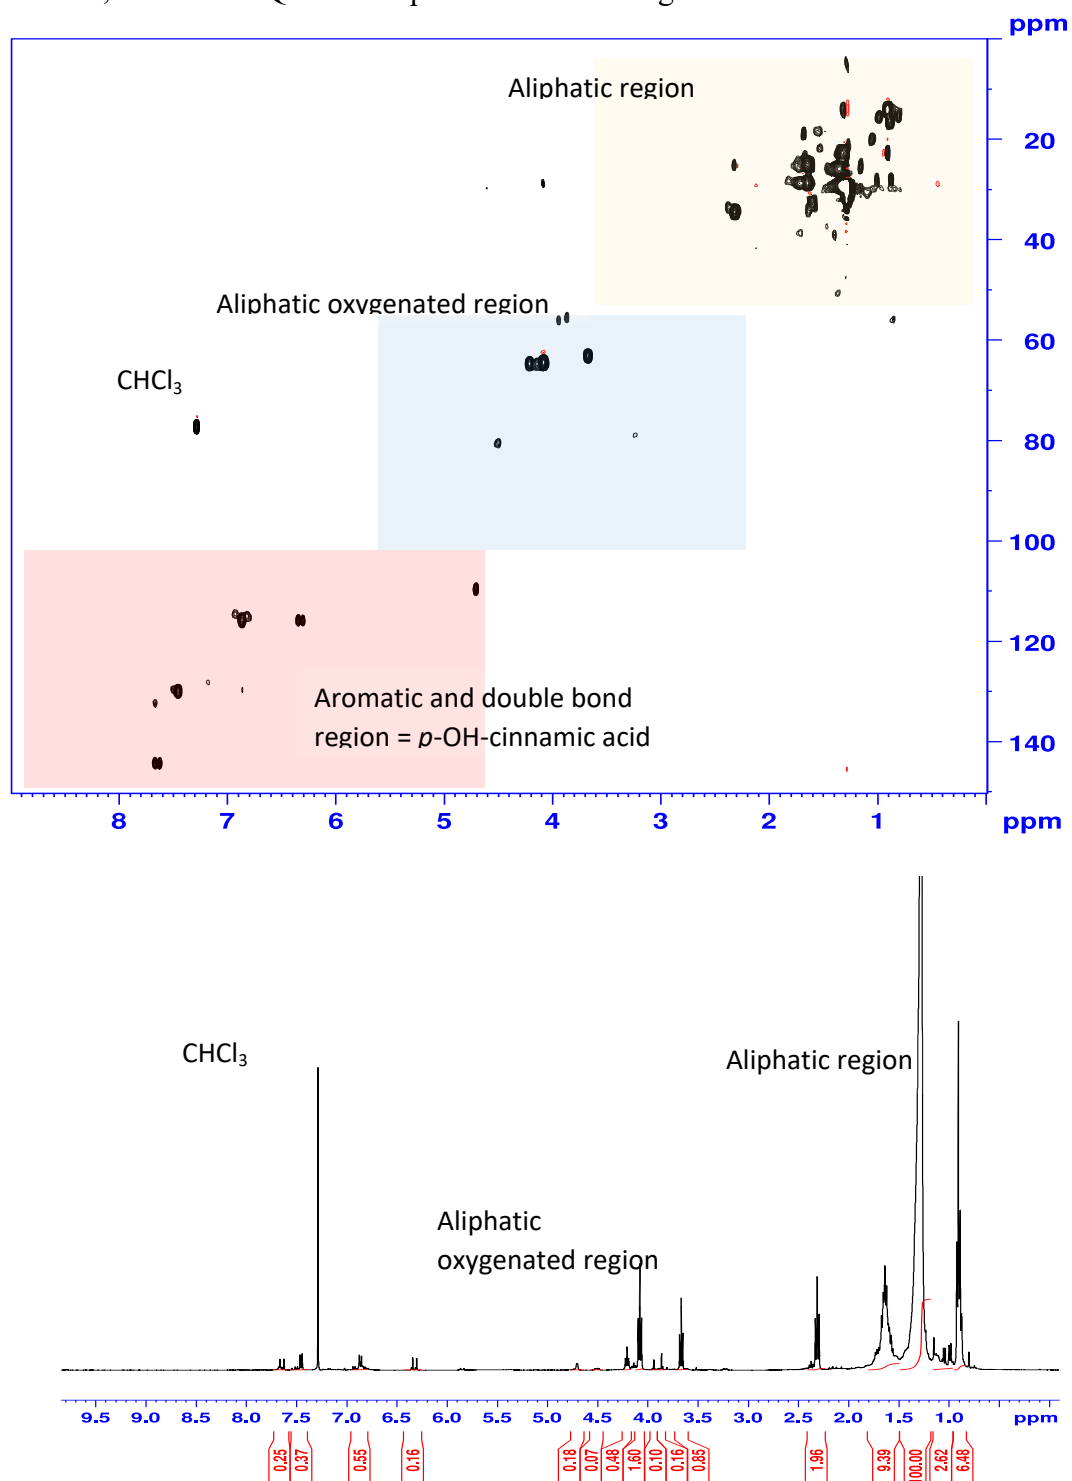 ppm
Aliphatic region
20
40
Aliphatic oxygenated region
60
CHCl₃
80
100
120
Aromatic and double bond
region = p-OH-cinnamic acid
140
8 7 6 5 4 3 2 1 ppm
CHCl₃
Aliphatic region
Aliphatic
oxygenated region
9.5 9.0 8.5 8.0 7.5 7.0 6.5 6.0 5.5 5.0 4.5 4.0 3.5 3.0 2.5 2.0 1.5 1.0 ppm
0.25 0.37 0.55 0.16 0.18 0.07 0.48 1.60 0.10 0.16 0.85 1.96 9.39 100.00 2.62 6.48